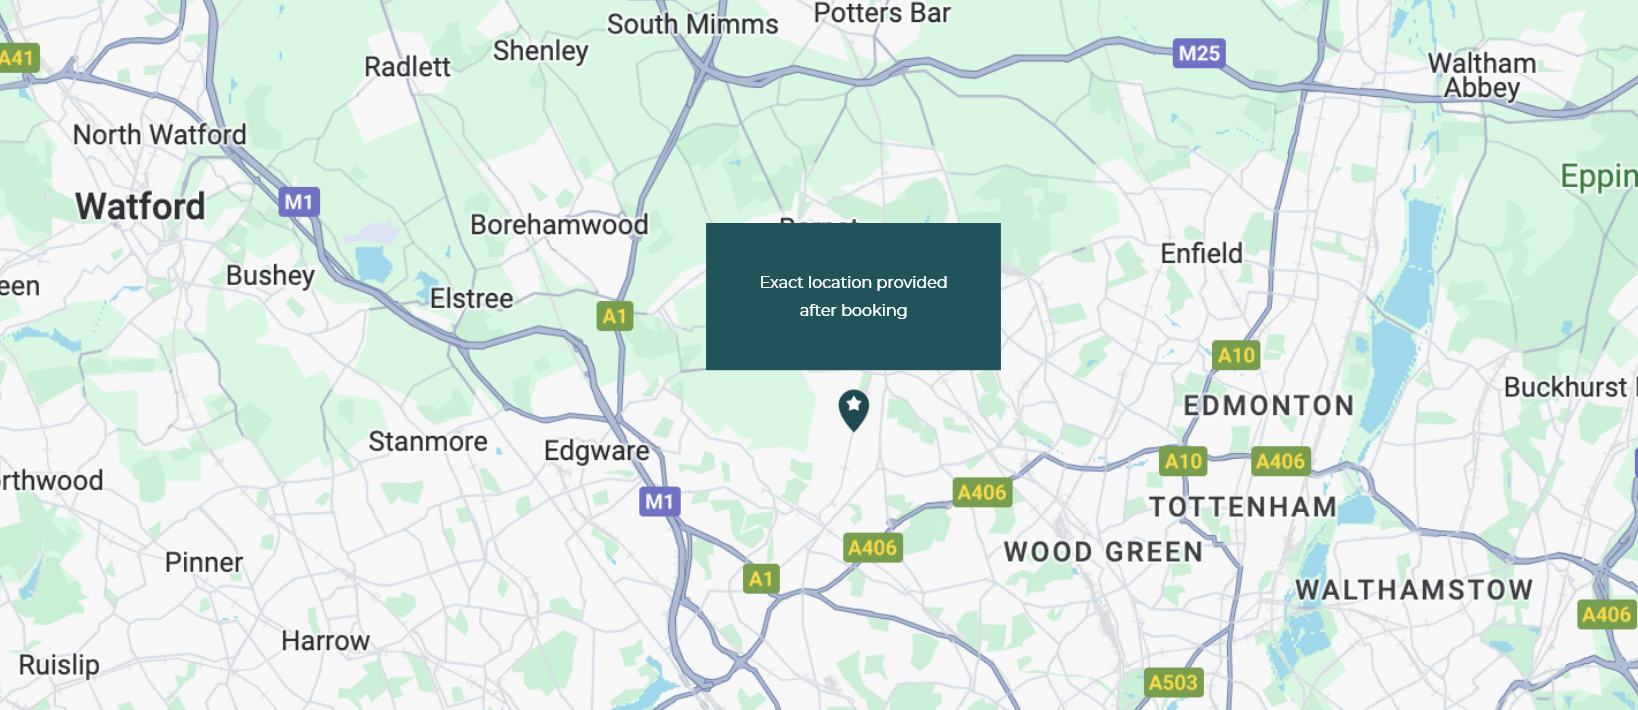 Potters Bar
South Mimms
Shenley
A41
M25
Radlett
Waltham
Abbey
North Watford
Eppin
Watford
M1
Borehamwood
Enfield
Bushey
een
Elstree
A1
Exact location provided
after booking
A10
Buckhurst
EDMONTON
Stanmore
Edgware
A10
A406
rthwood
A406
M1
TOTTENHAM
A406
WOOD GREEN
Pinner
A1
WALTHAMSTOW
A406
Harrow
Ruislip
A503